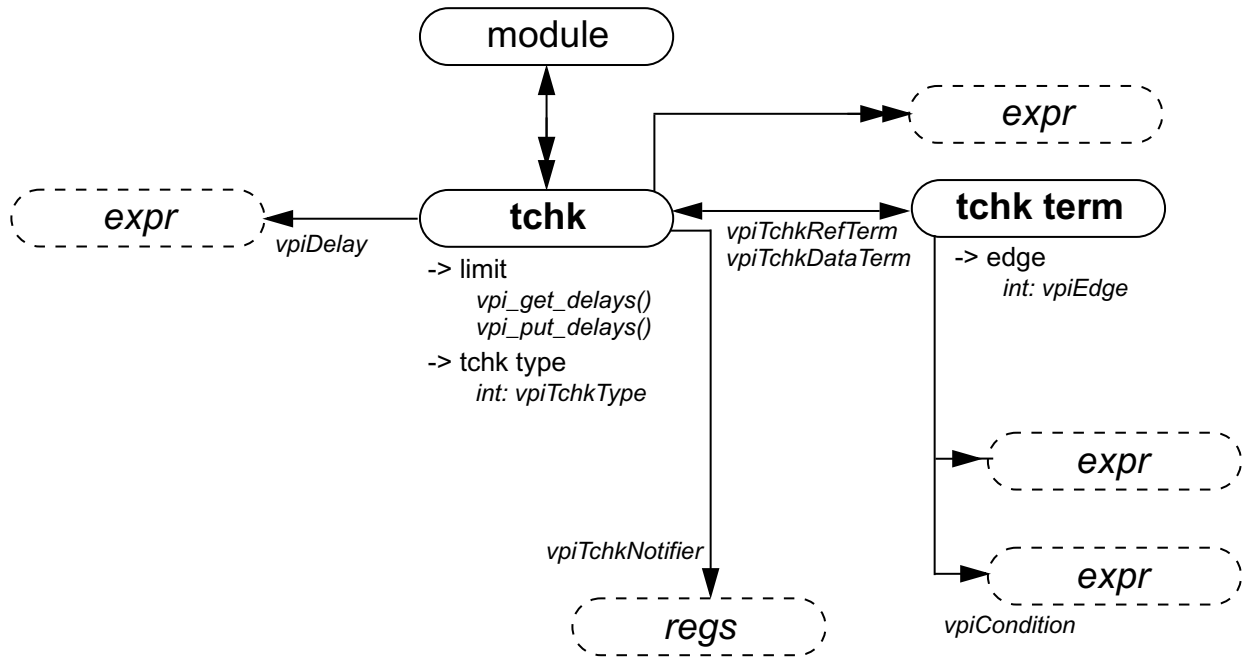 module
expr
expr
tchk
tchk term
vpiDelay
vpiTchkRefTerm
vpiTchkDataTerm
-> limit
vpi_get_delays()
vpi_put_delays()
-> tchk type
int: vpiTchkType
-> edge
int: vpiEdge
expr
vpiTchkNotifier
expr
regs
vpiCondition